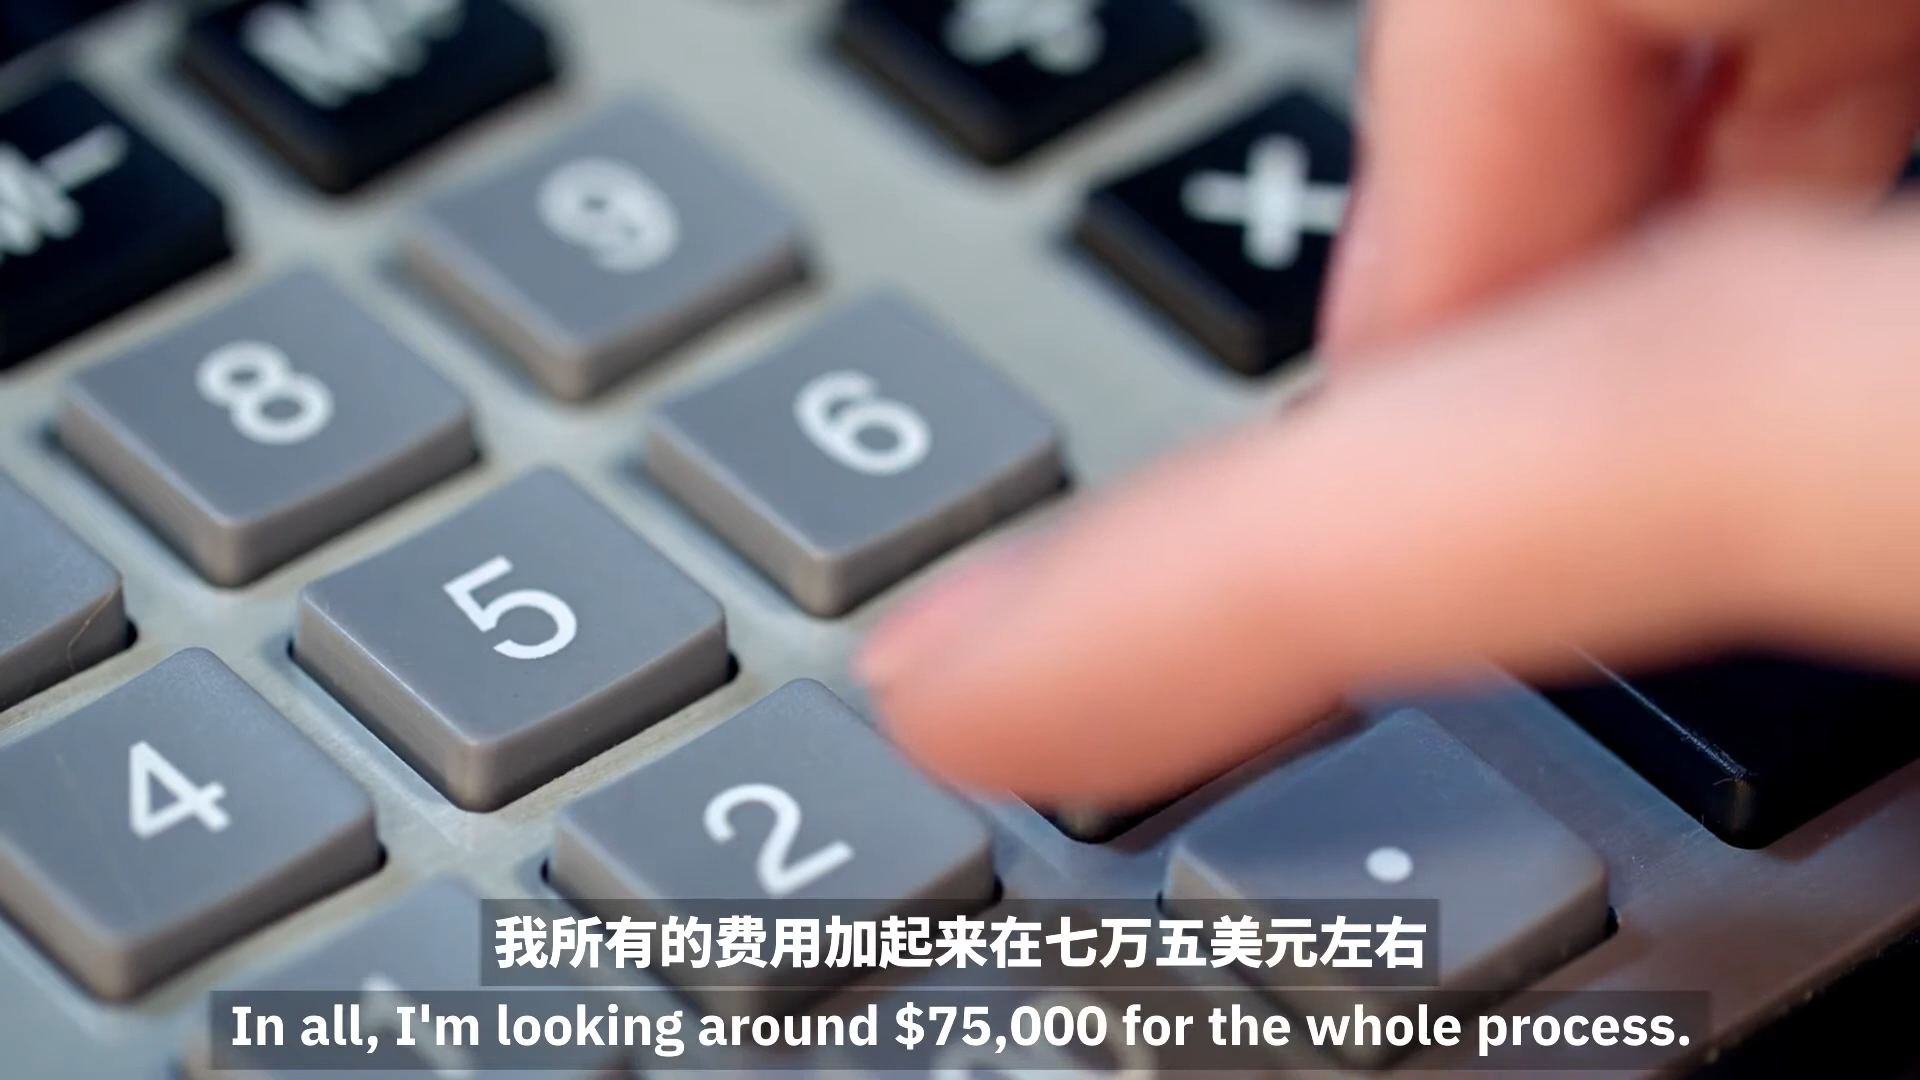 M+
%
M-
9
+
8
6
5
4
2
.
1
我所有的费用加起来在七万五美元左右
In all, I'm looking around $75,000 for the whole process.